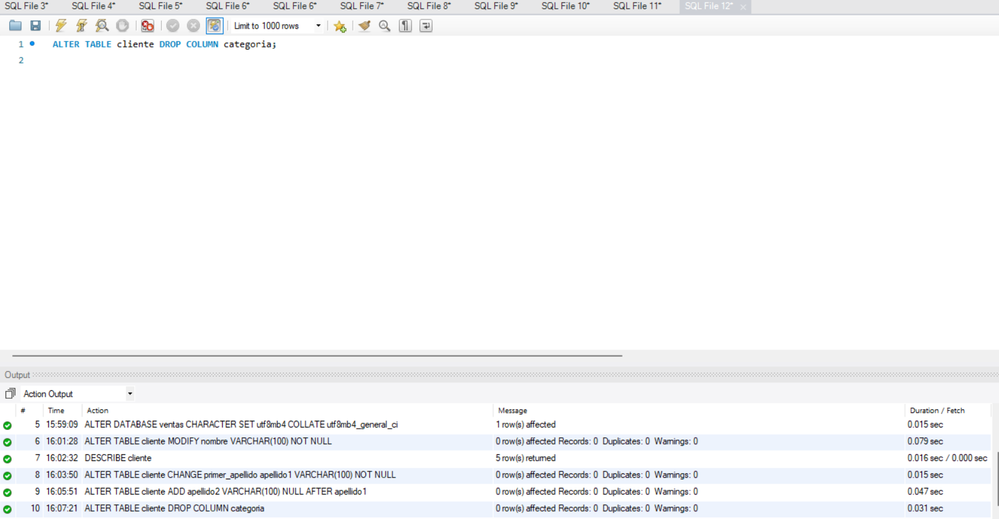 SQL File 3* SQL File 4* SQL File 5* SQL File 6* SQL File 6* SQL File 7* SQL File 8* SQL File 9* SQL File 10* SQL File 11* SQL File 12*
Limit to 1000 rows
1 ALTER TABLE cliente DROP COLUMN categoria;
2
Output
Action Output
# Time Action Message Duration / Fetch
5 15:59:09 ALTER DATABASE ventas CHARACTER SET utf8mb4 COLLATE utf8mb4_general_ci 1 row(s) affected 0.015 sec
6 16:01:28 ALTER TABLE cliente MODIFY nombre VARCHAR(100) NOT NULL 0 row(s) affected Records: 0 Duplicates: 0 Warnings: 0 0.079 sec
7 16:02:32 DESCRIBE cliente 5 row(s) returned 0.016 sec / 0.000 sec
8 16:03:50 ALTER TABLE cliente CHANGE primer_apellido apellido1 VARCHAR(100) NOT NULL 0 row(s) affected Records: 0 Duplicates: 0 Warnings: 0 0.015 sec
9 16:05:51 ALTER TABLE cliente ADD apellido2 VARCHAR(100) NULL AFTER apellido1 0 row(s) affected Records: 0 Duplicates: 0 Warnings: 0 0.047 sec
10 16:07:21 ALTER TABLE cliente DROP COLUMN categoria 0 row(s) affected Records: 0 Duplicates: 0 Warnings: 0 0.031 sec